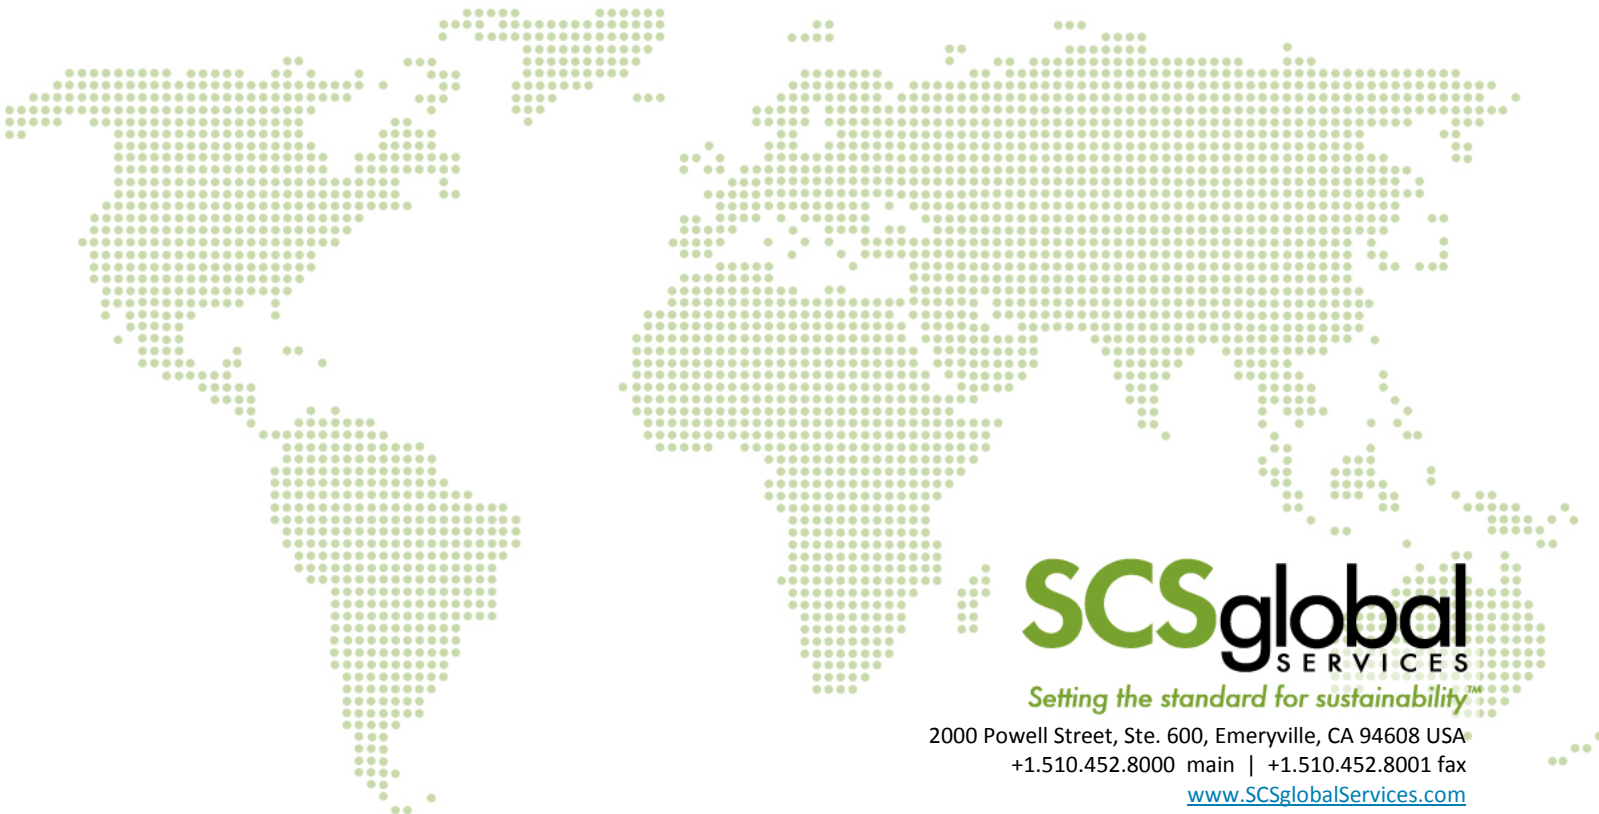 SCSglobal
SERVICES
Setting the standard for sustainability™
2000 Powell Street, Ste. 600, Emeryville, CA 94608 USA
+1.510.452.8000 main | +1.510.452.8001 fax
www.SCSglobalServices.com